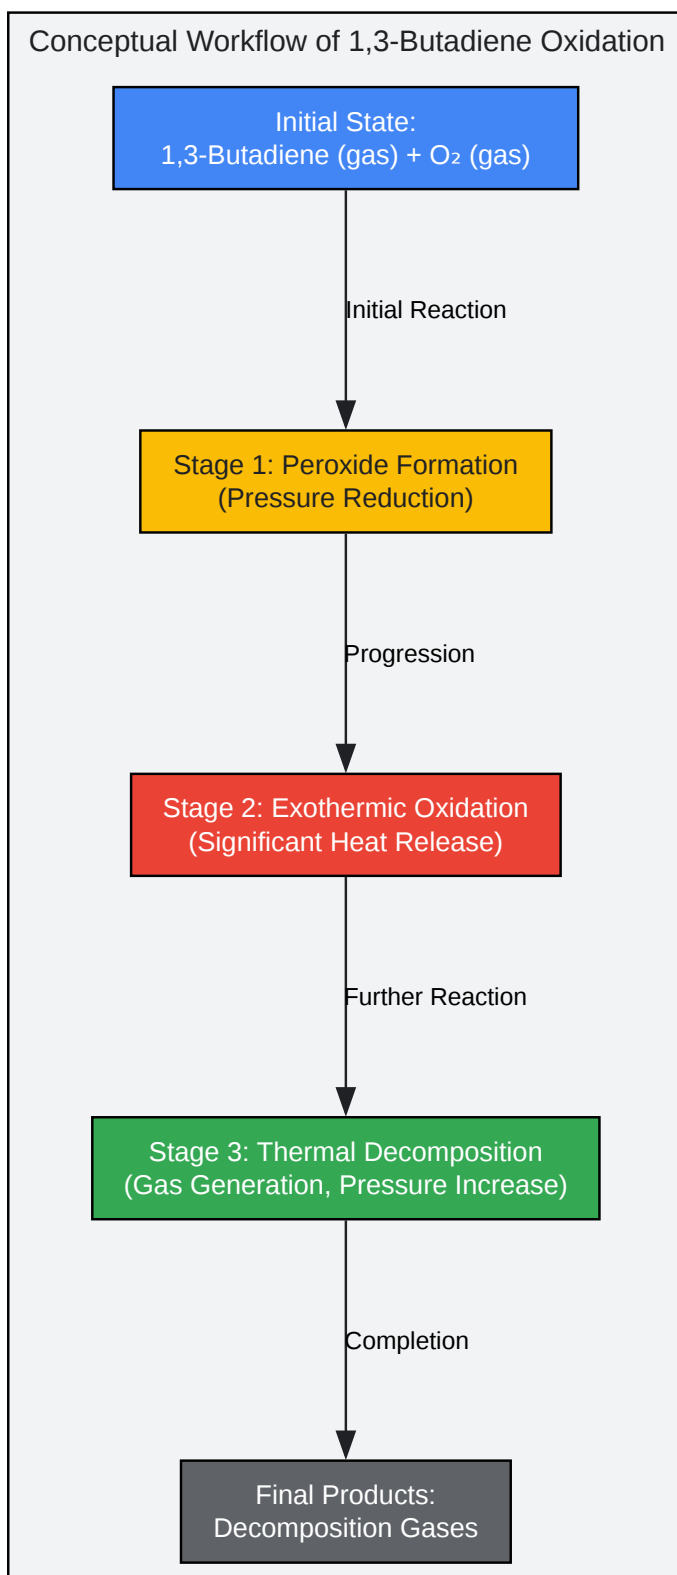 Conceptual Workflow of 1,3-Butadiene Oxidation
Initial State:
1,3-Butadiene (gas) + O₂ (gas)
Initial Reaction
Stage 1: Peroxide Formation
(Pressure Reduction)
Progression
Stage 2: Exothermic Oxidation
(Significant Heat Release)
Further Reaction
Stage 3: Thermal Decomposition
(Gas Generation, Pressure Increase)
Completion
Final Products:
Decomposition Gases